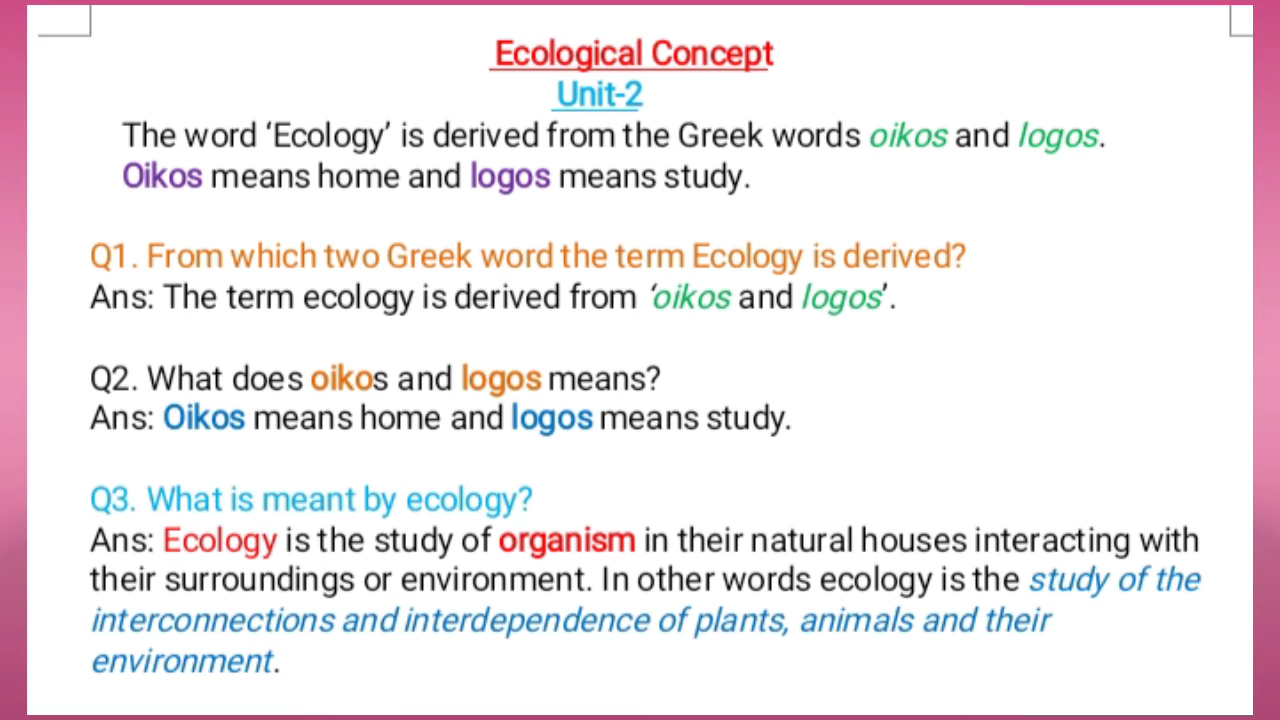 Ecological Concept
Unit-2
The word ‘Ecology’ is derived from the Greek words oikos and logos.
Oikos means home and logos means study.
Q1. From which two Greek word the term Ecology is derived?
Ans: The term ecology is derived from ‘oikos and logos’.
Q2. What does oikos and logos means?
Ans: Oikos means home and logos means study.
Q3. What is meant by ecology?
Ans: Ecology is the study of organism in their natural houses interacting with
their surroundings or environment. In other words ecology is the study of the
interconnections and interdependence of plants, animals and their
environment.